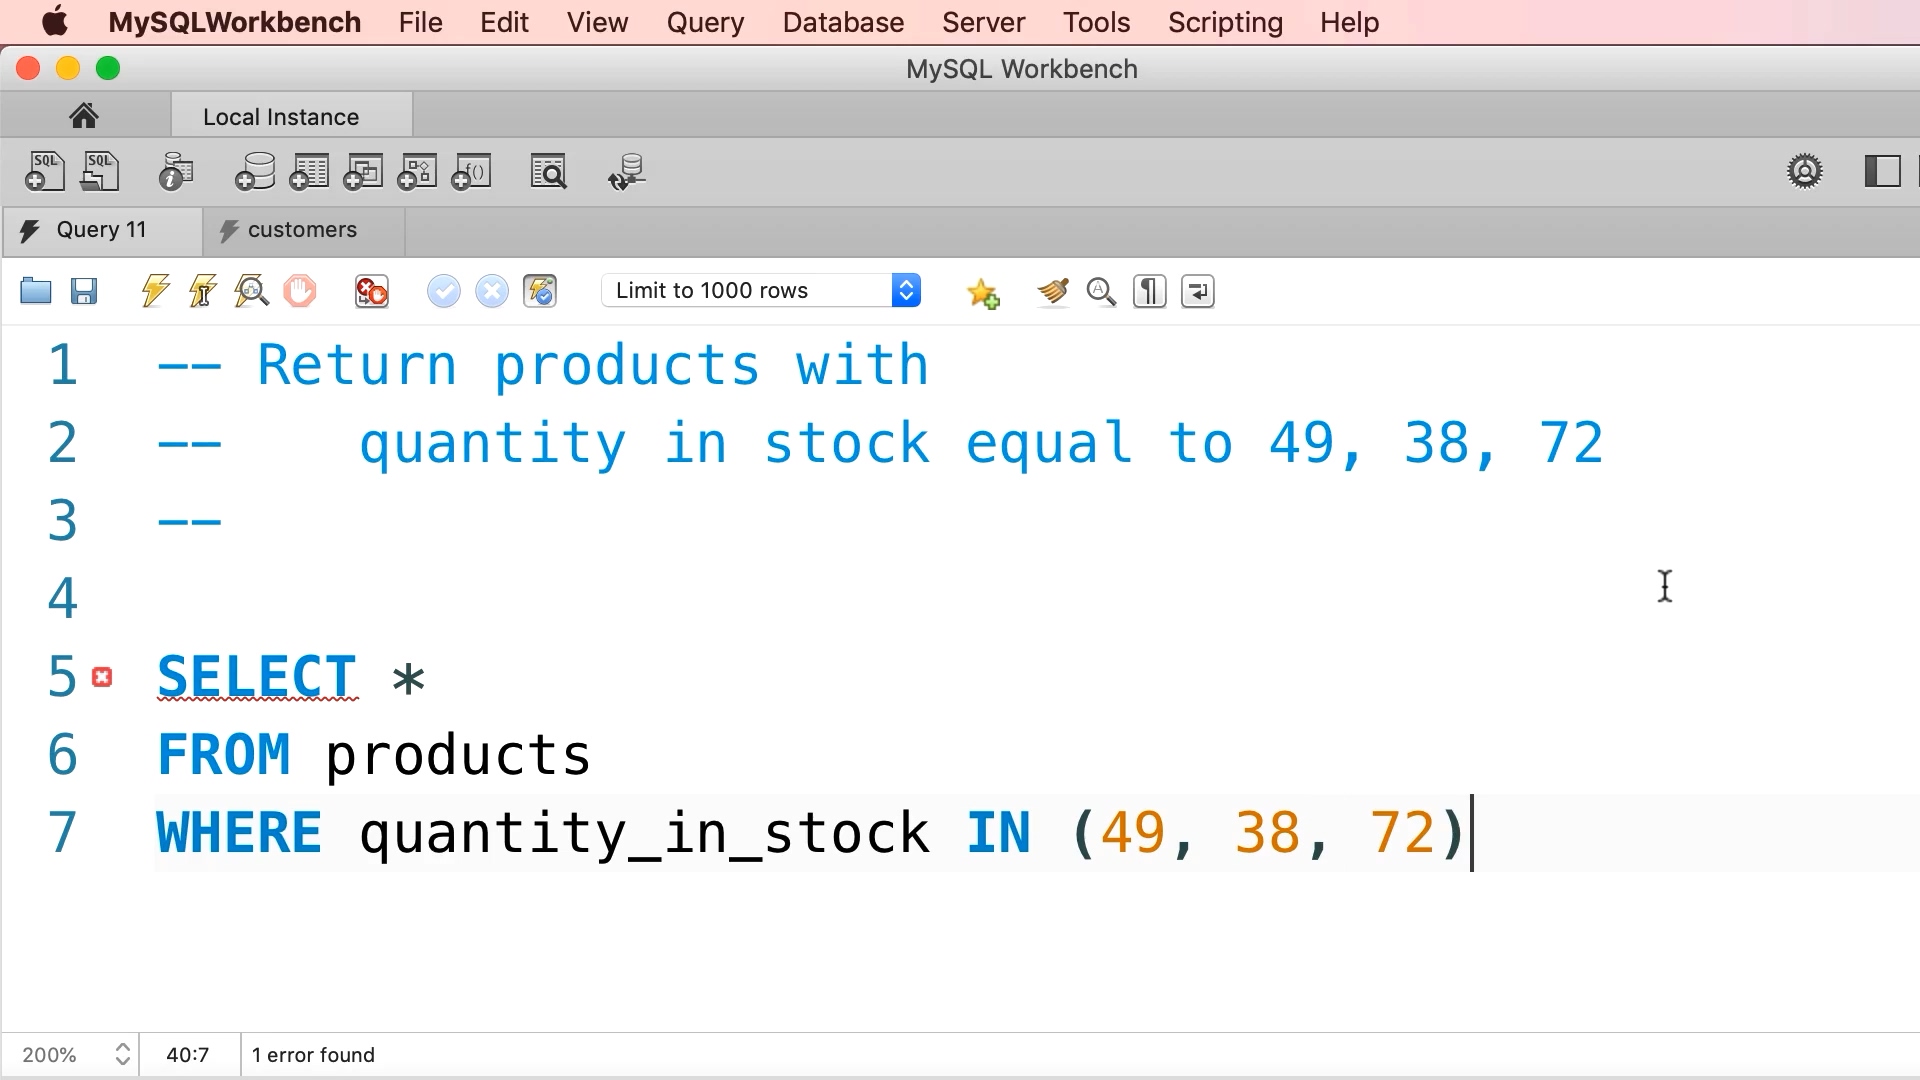 MySQLWorkbench File Edit View Query Database Server Tools Scripting Help
MySQL Workbench
Local Instance
SQL SQL f()
Query 11 customers
Limit to 1000 rows
1 -- Return products with
2 --    quantity in stock equal to 49, 38, 72
3 --
4
5 SELECT *
6 FROM products
7 WHERE quantity_in_stock IN (49, 38, 72)
200% 40:7 1 error found